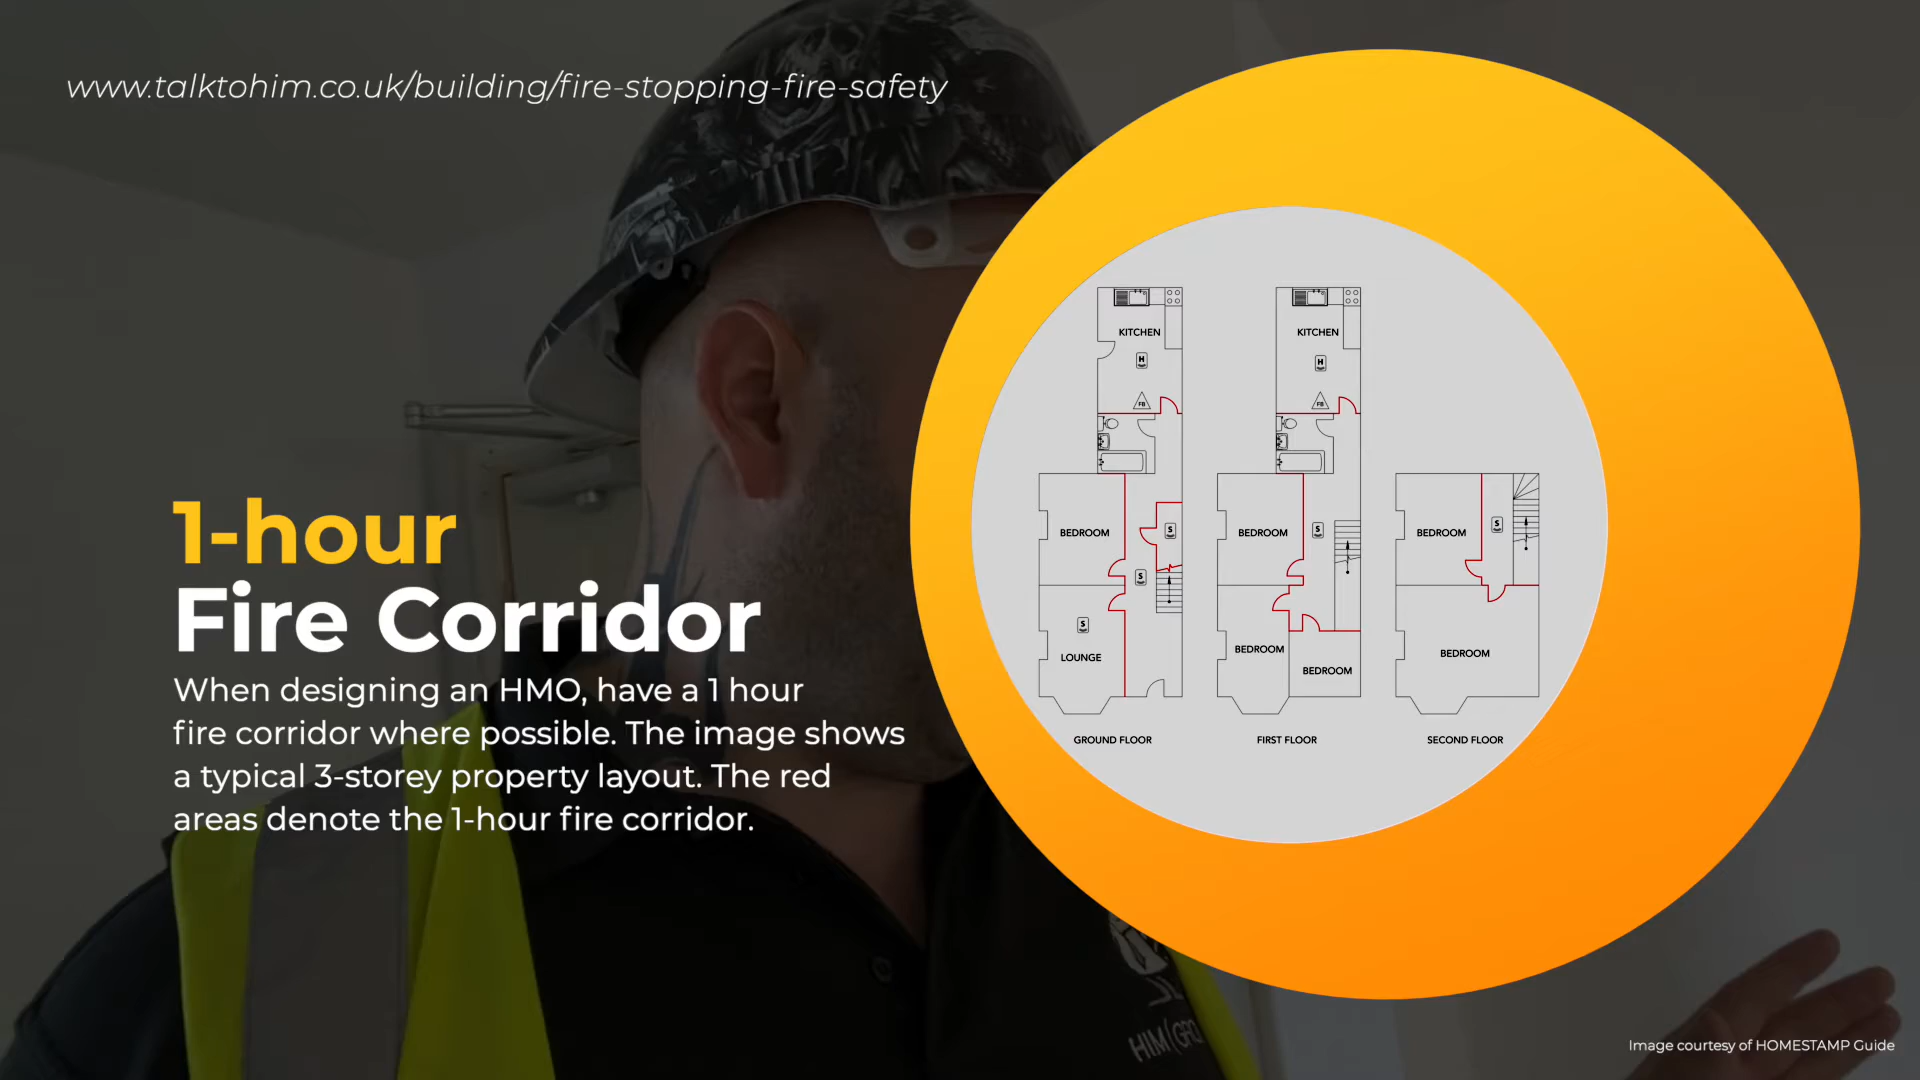 www.talktohim.co.uk/building/fire-stopping-fire-safety
1-hour
Fire Corridor
When designing an HMO, have a 1 hour
fire corridor where possible. The image shows
a typical 3-storey property layout. The red
areas denote the 1-hour fire corridor.
KITCHEN
H
FB
BEDROOM
S
S
S
LOUNGE
GROUND FLOOR
KITCHEN
H
FB
BEDROOM
S
BEDROOM
BEDROOM
FIRST FLOOR
BEDROOM
S
BEDROOM
SECOND FLOOR
Image courtesy of HOMESTAMP Guide